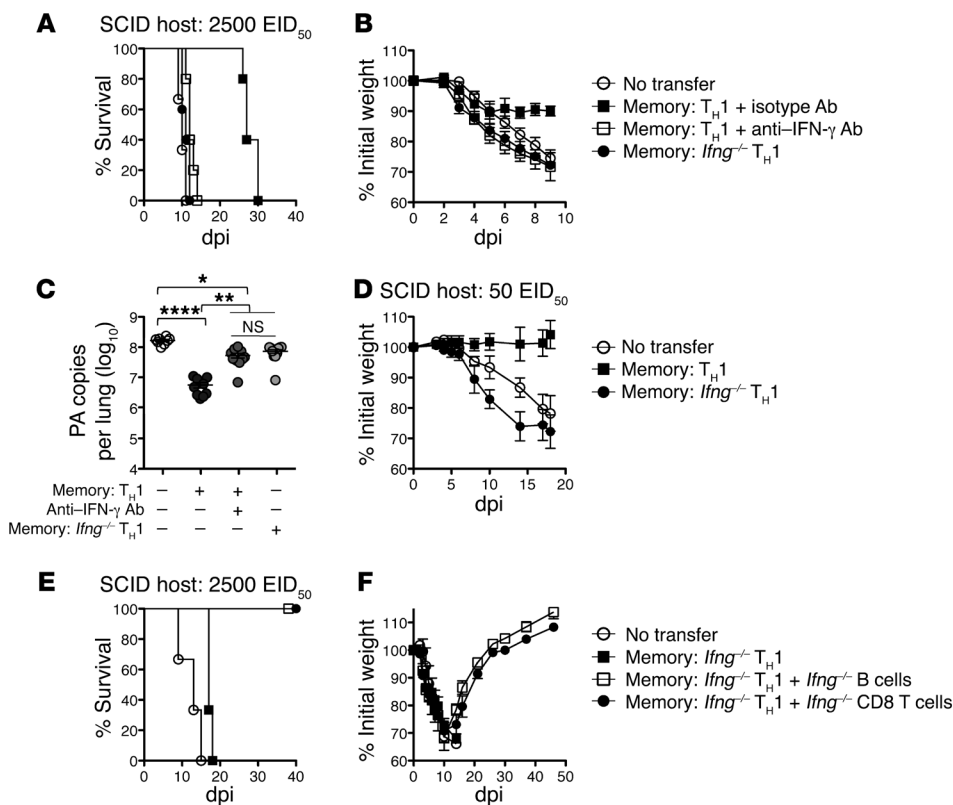 A
SCID host: 2500 EID50
% Survival
100
80
60
40
20
0
0 10 20 30 40
dpi
B
% Initial weight
110
100
90
80
70
60
0 2 4 6 8 10
dpi
No transfer
Memory: TH1 + isotype Ab
Memory: TH1 + anti–IFN-γ Ab
Memory: Ifng–/– TH1
C
PA copies
per lung (log10)
9
8
7
6
5
4
*
**
****
NS
Memory: TH1 – + + –
Anti–IFN-γ Ab – – + –
Memory: Ifng–/– TH1 – – – +
D
SCID host: 50 EID50
% Initial weight
110
100
90
80
70
60
0 5 10 15 20
dpi
No transfer
Memory: TH1
Memory: Ifng–/– TH1
E
SCID host: 2500 EID50
% Survival
100
80
60
40
20
0
0 10 20 30 40
dpi
F
% Initial weight
110
100
90
80
70
60
0 10 20 30 40 50
dpi
No transfer
Memory: Ifng–/– TH1
Memory: Ifng–/– TH1 + Ifng–/– B cells
Memory: Ifng–/– TH1 + Ifng–/– CD8 T cells